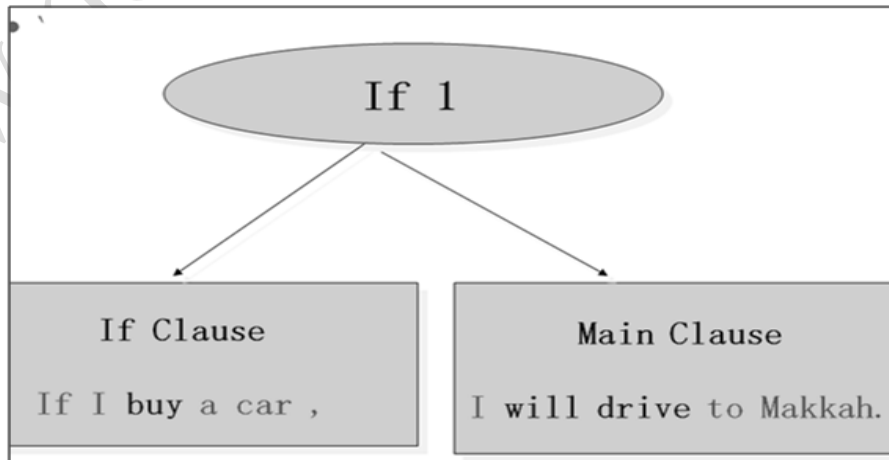 If 1
If Clause
If I buy a car ,
Main Clause
I will drive to Makkah.